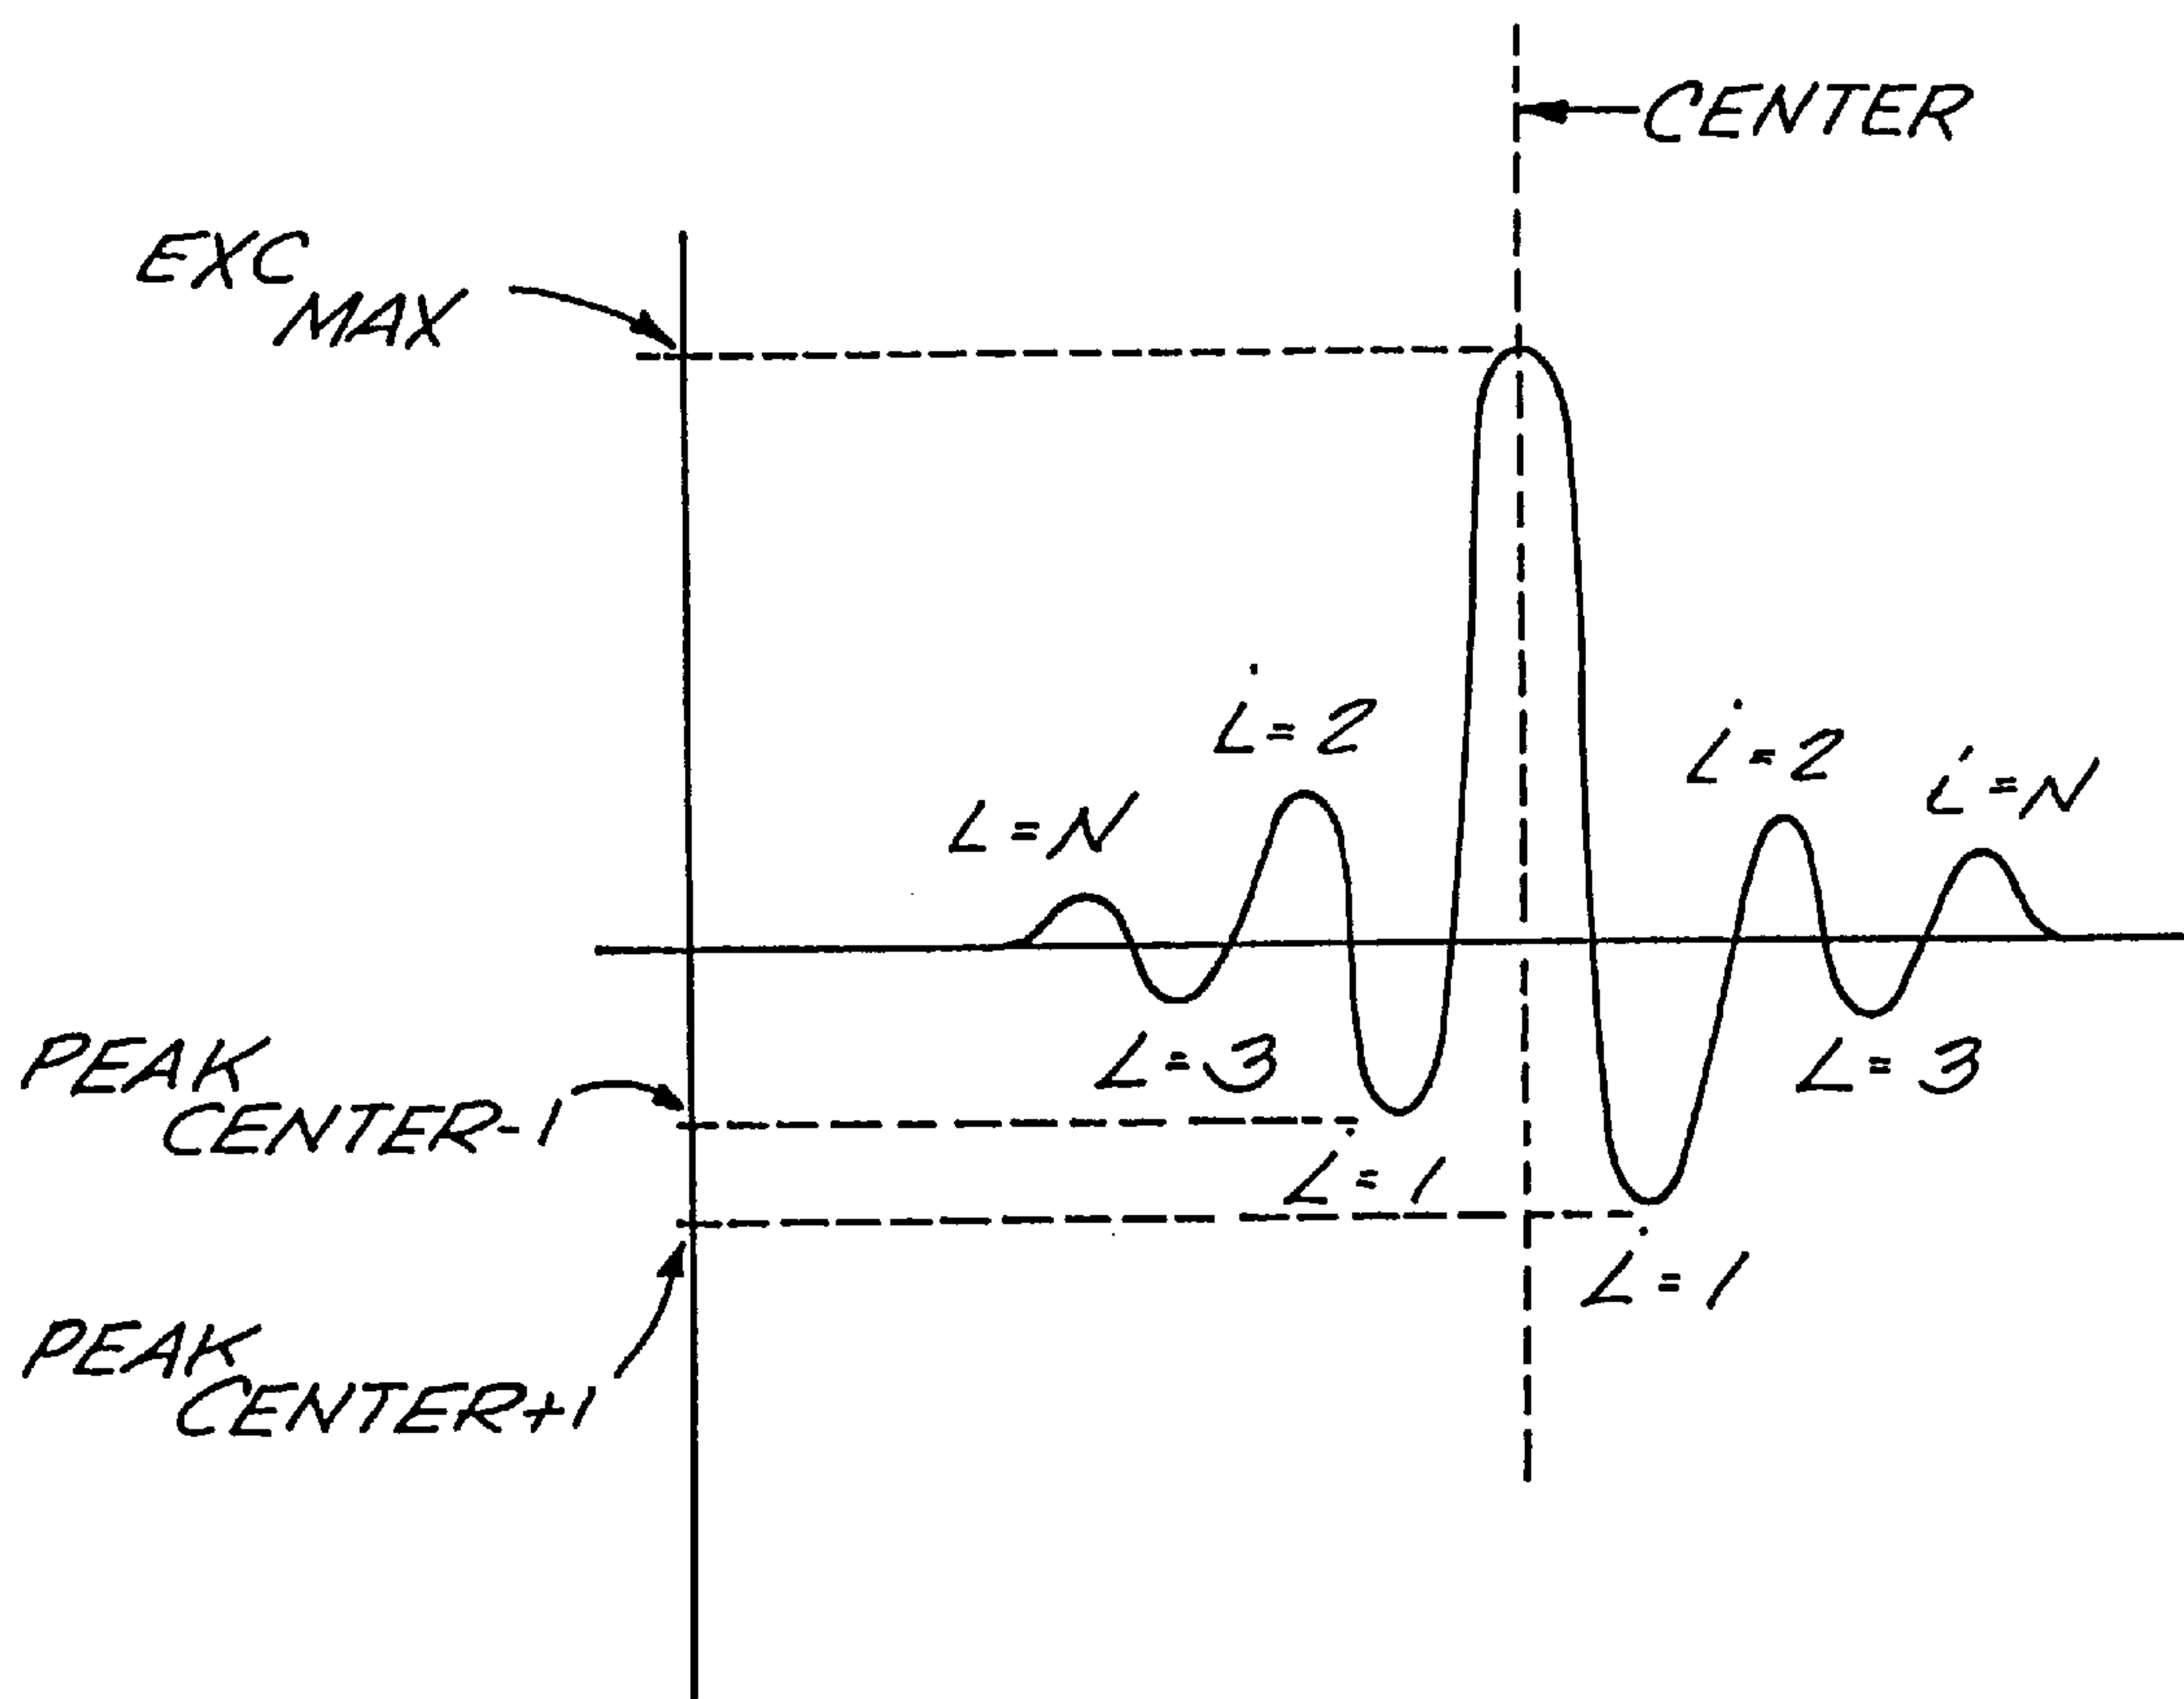 CENTER
EXC
MAX
i=2
i=2
i=N
L=N
PEAK
CENTER-1
L=3
L=3
i=1
i=1
PEAK
CENTER+1